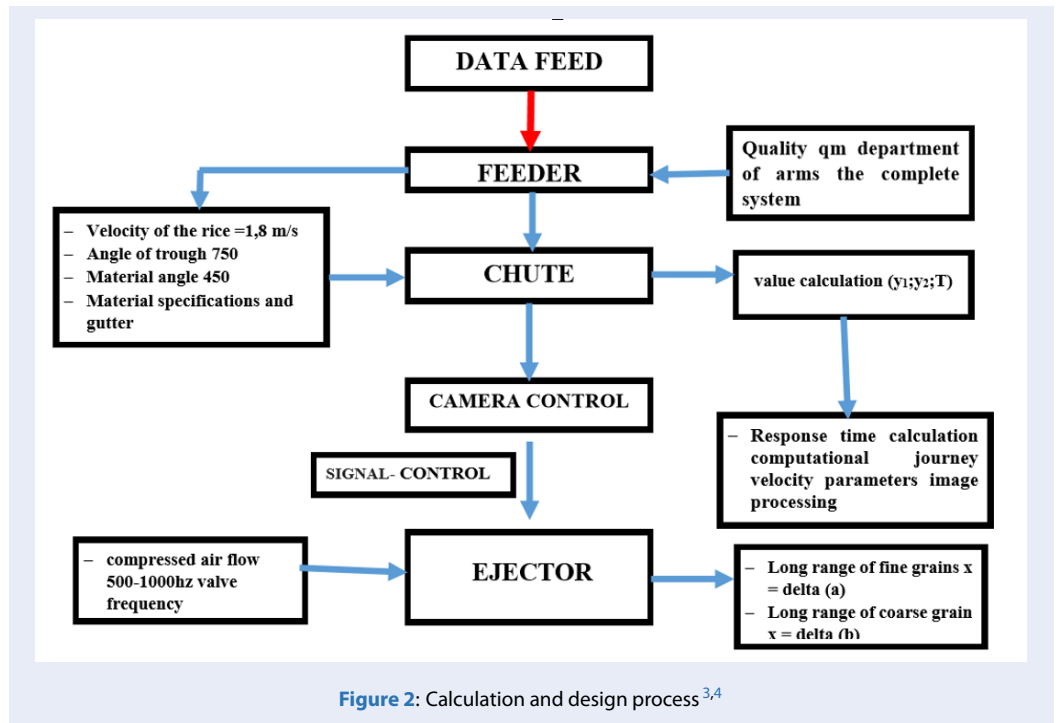 DATA FEED
FEEDER
Quality qm department
of arms the complete
system
– Velocity of the rice =1,8 m/s
– Angle of trough 750
– Material angle 450
– Material specifications and
gutter
CHUTE
value calculation (y₁;y₂;T)
CAMERA CONTROL
– Response time calculation
computational journey
velocity parameters image
processing
SIGNAL- CONTROL
– compressed air flow
500-1000hz valve
frequency
EJECTOR
– Long range of fine grains x
= delta (a)
– Long range of coarse grain
x = delta (b)
Figure 2: Calculation and design process 3,4